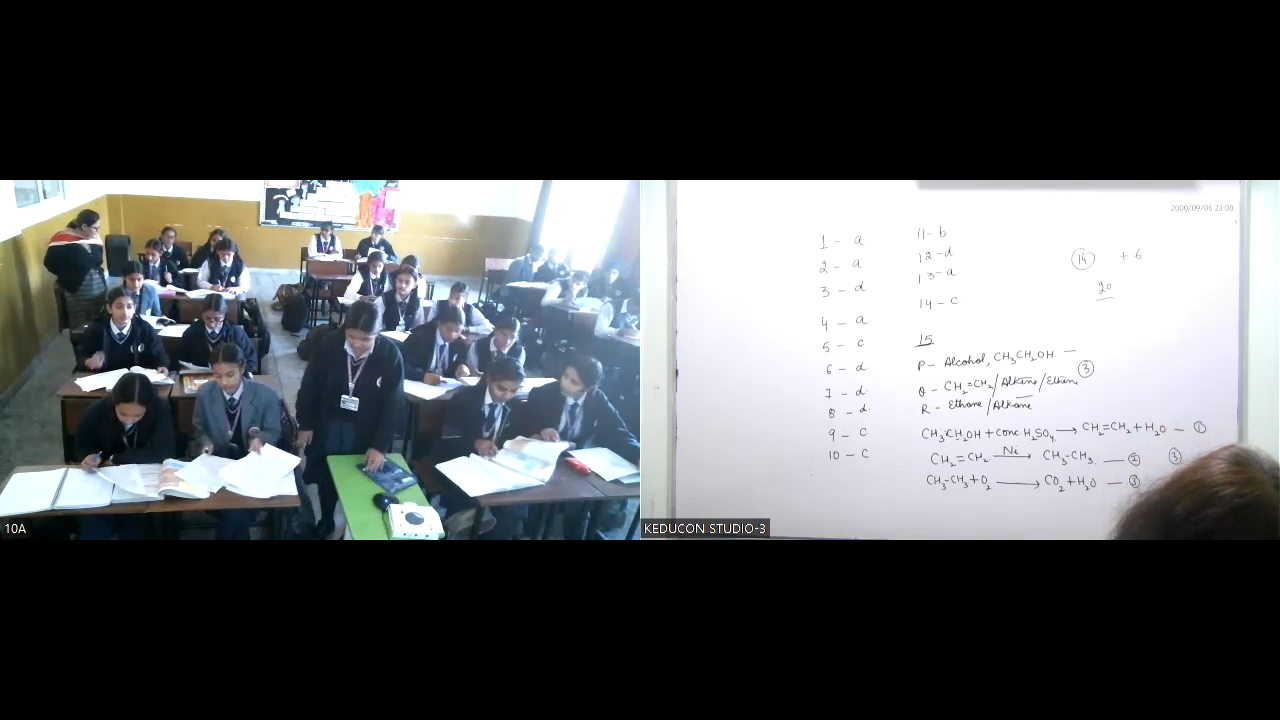 2000/09/06 23:08
1 - a
2 - a
3 - d
4 - a
5 - c
6 - d
7 - d
8 - d
9 - c
10 - c
11 - b
12 - d
13 - a
14 - c
14 + 6
20
15
P - Alcohol, CH₃CH₂OH —
Q - CH₂=CH₂/Alkene/Ethene 3
R - Ethane/Alkane
CH₃CH₂OH + Conc H₂SO₄ → CH₂=CH₂ + H₂O — 1
CH₂=CH₂ Ni → CH₃-CH₃ — 2 3
CH₃-CH₃ + O₂ → CO₂ + H₂O — 3
10A
KEDUCON STUDIO-3